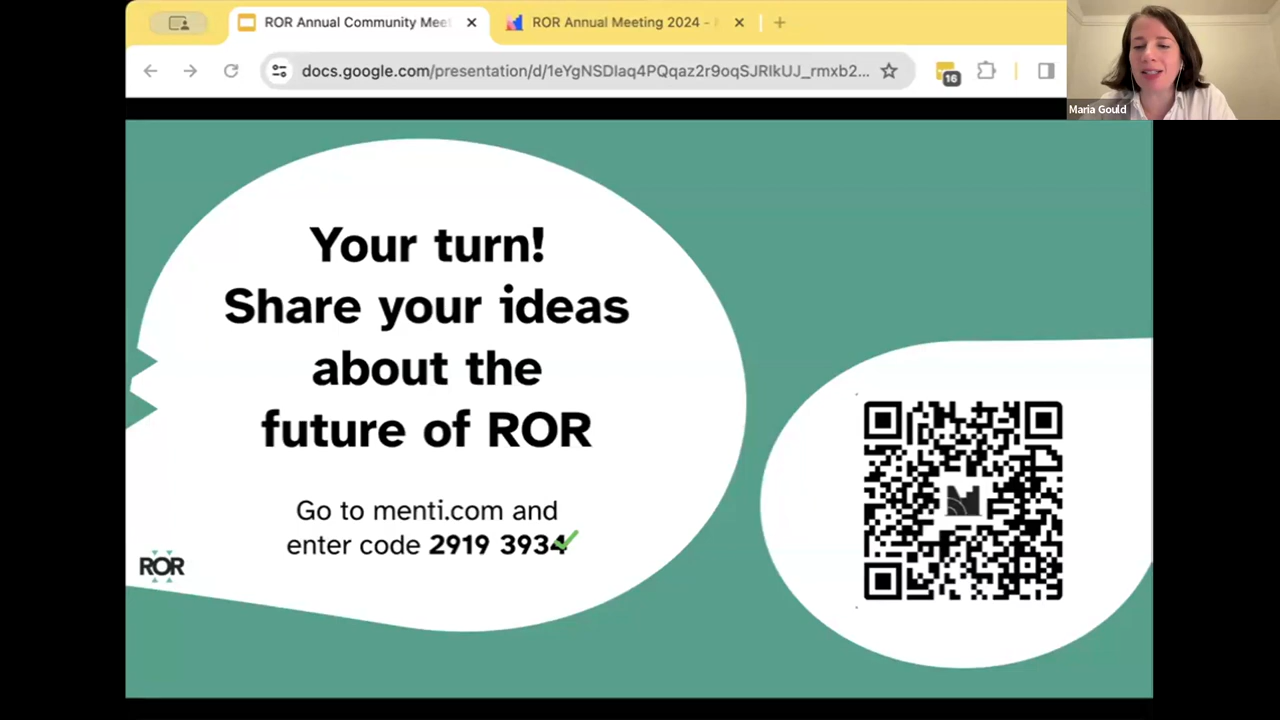 ROR Annual Community Meet
ROR Annual Meeting 2024 -
docs.google.com/presentation/d/1eYgNSDlaq4PQqaz2r9oqSJRlkUJ_rmxb2...
16
Maria Gould
Your turn!
Share your ideas
about the
future of ROR
Go to menti.com and
enter code 2919 3934
ROR